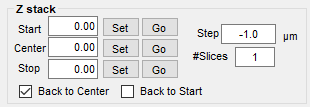 Z stack
Start 0.00 Set Go
Center 0.00 Set Go
Stop 0.00 Set Go
Step -1.0 µm
#Slices 1
Back to Center Back to Start